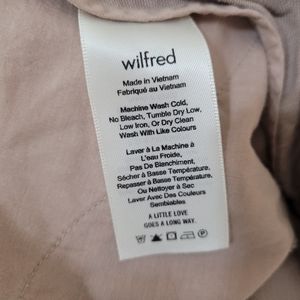 wilfred
Made in Vietnam
Fabriqué au Vietnam
Machine Wash Cold,
No Bleach, Tumble Dry Low,
Low Iron, Or Dry Clean
Wash With Like Colours
Laver à La Machine à
L'eau Froide,
Pas De Blanchiment,
Sécher à Basse Température,
Repasser à Basse Température,
Ou Nettoyer à Sec
Laver Avec Des Couleurs
Semblables
A LITTLE LOVE
GOES A LONG WAY.